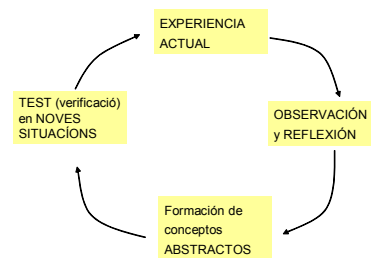 EXPERIENCIA
ACTUAL
OBSERVACIÓN
y REFLEXIÓN
Formación de
conceptos
ABSTRACTOS
TEST (verificació)
en NOVES
SITUACÍONS